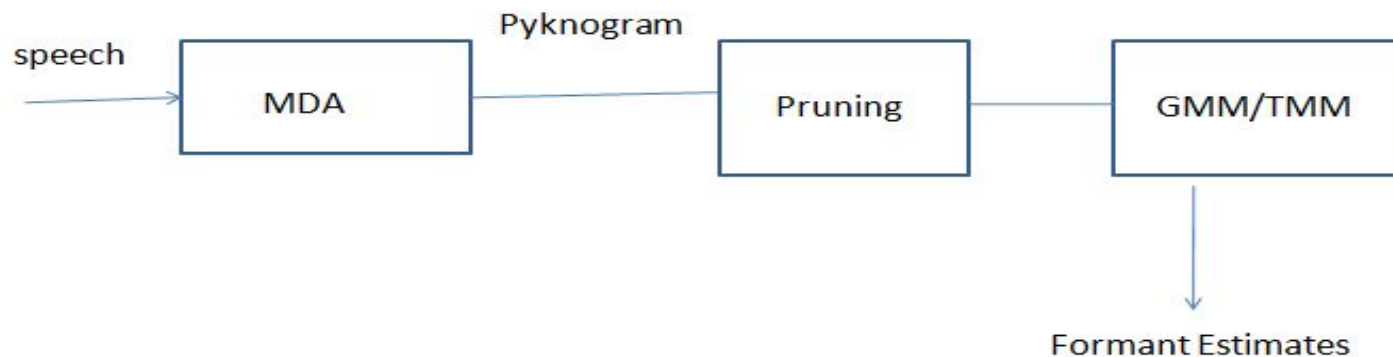 speech
MDA
Pyknogram
Pruning
GMM/TMM
Formant Estimates